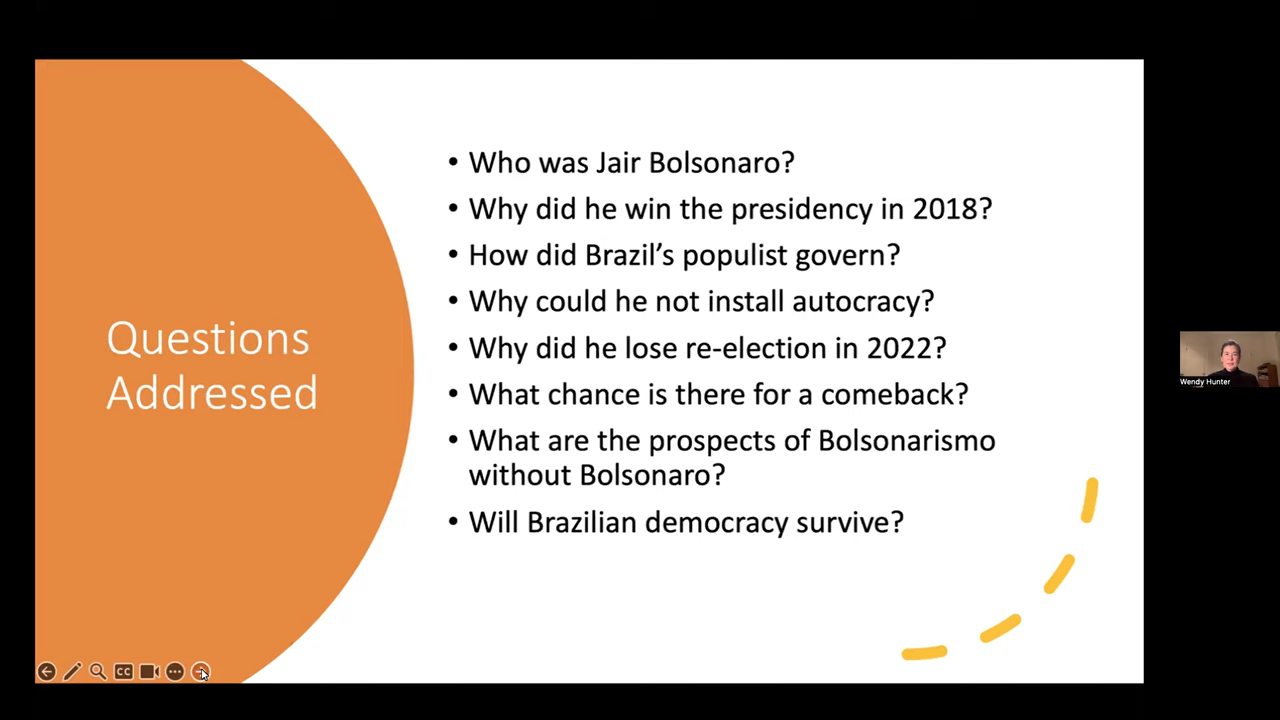 Questions
Addressed
• Who was Jair Bolsonaro?
• Why did he win the presidency in 2018?
• How did Brazil’s populist govern?
• Why could he not install autocracy?
• Why did he lose re-election in 2022?
• What chance is there for a comeback?
• What are the prospects of Bolsonarismo
without Bolsonaro?
• Will Brazilian democracy survive?
Wendy Hunter
CC